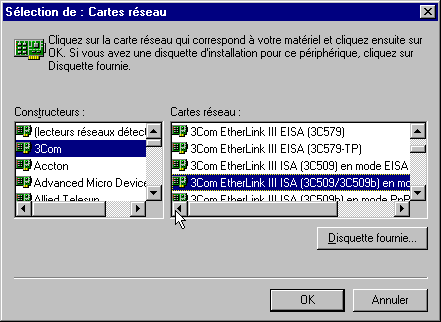 Sélection de : Cartes réseau
Cliquez sur la carte réseau qui correspond à votre matériel et cliquez ensuite sur
OK. Si vous avez une disquette d'installation pour ce périphérique, cliquez sur
Disquette fournie.
Constructeurs :
(lecteurs réseaux détec
3Com
Accton
Advanced Micro Device
Allied Telesyn
Cartes réseau :
3Com EtherLink III EISA (3C579)
3Com EtherLink III EISA (3C579-TP)
3Com EtherLink III ISA (3C509) en mode EISA
3Com EtherLink III ISA (3C509/3C509b) en mo
3Com EtherLink III ISA (3C509b) en mode PnP
Disquette fournie...
OK
Annuler